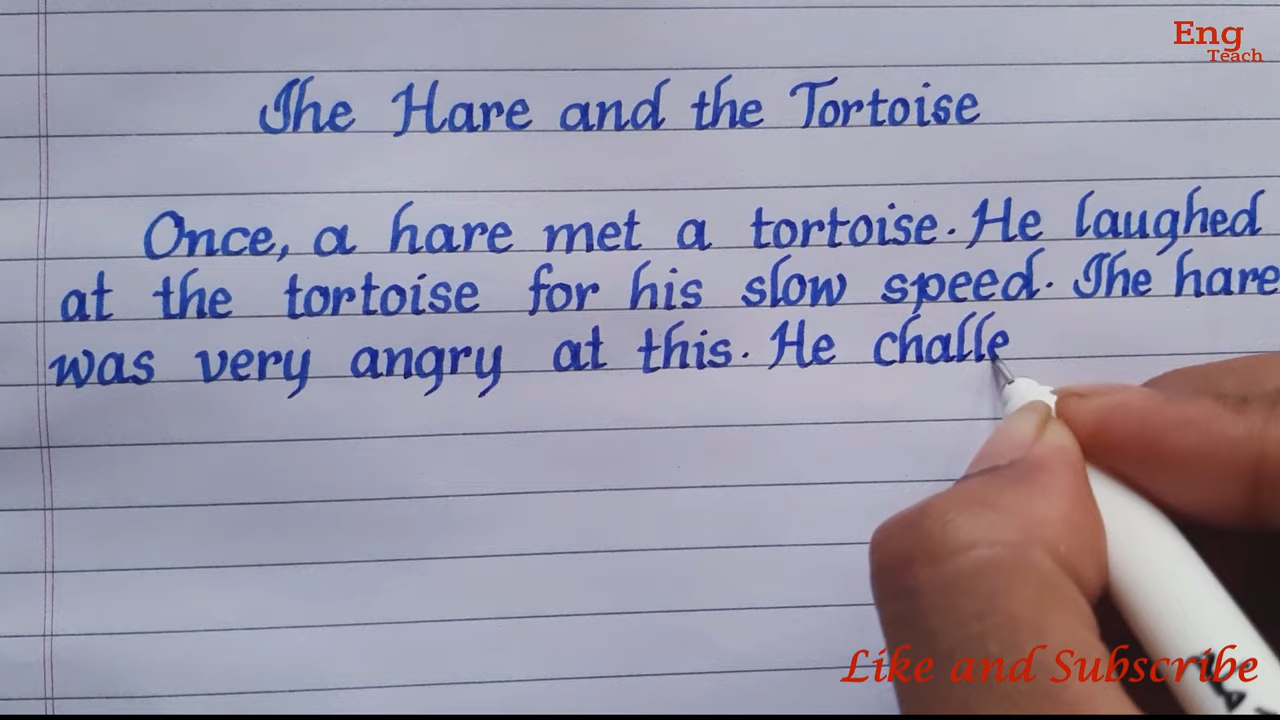 Eng
Teach
The Hare and the Tortoise
Once, a hare met a tortoise. He laughed
at the tortoise for his slow speed. The hare
was very angry at this. He challe
Like and Subscribe